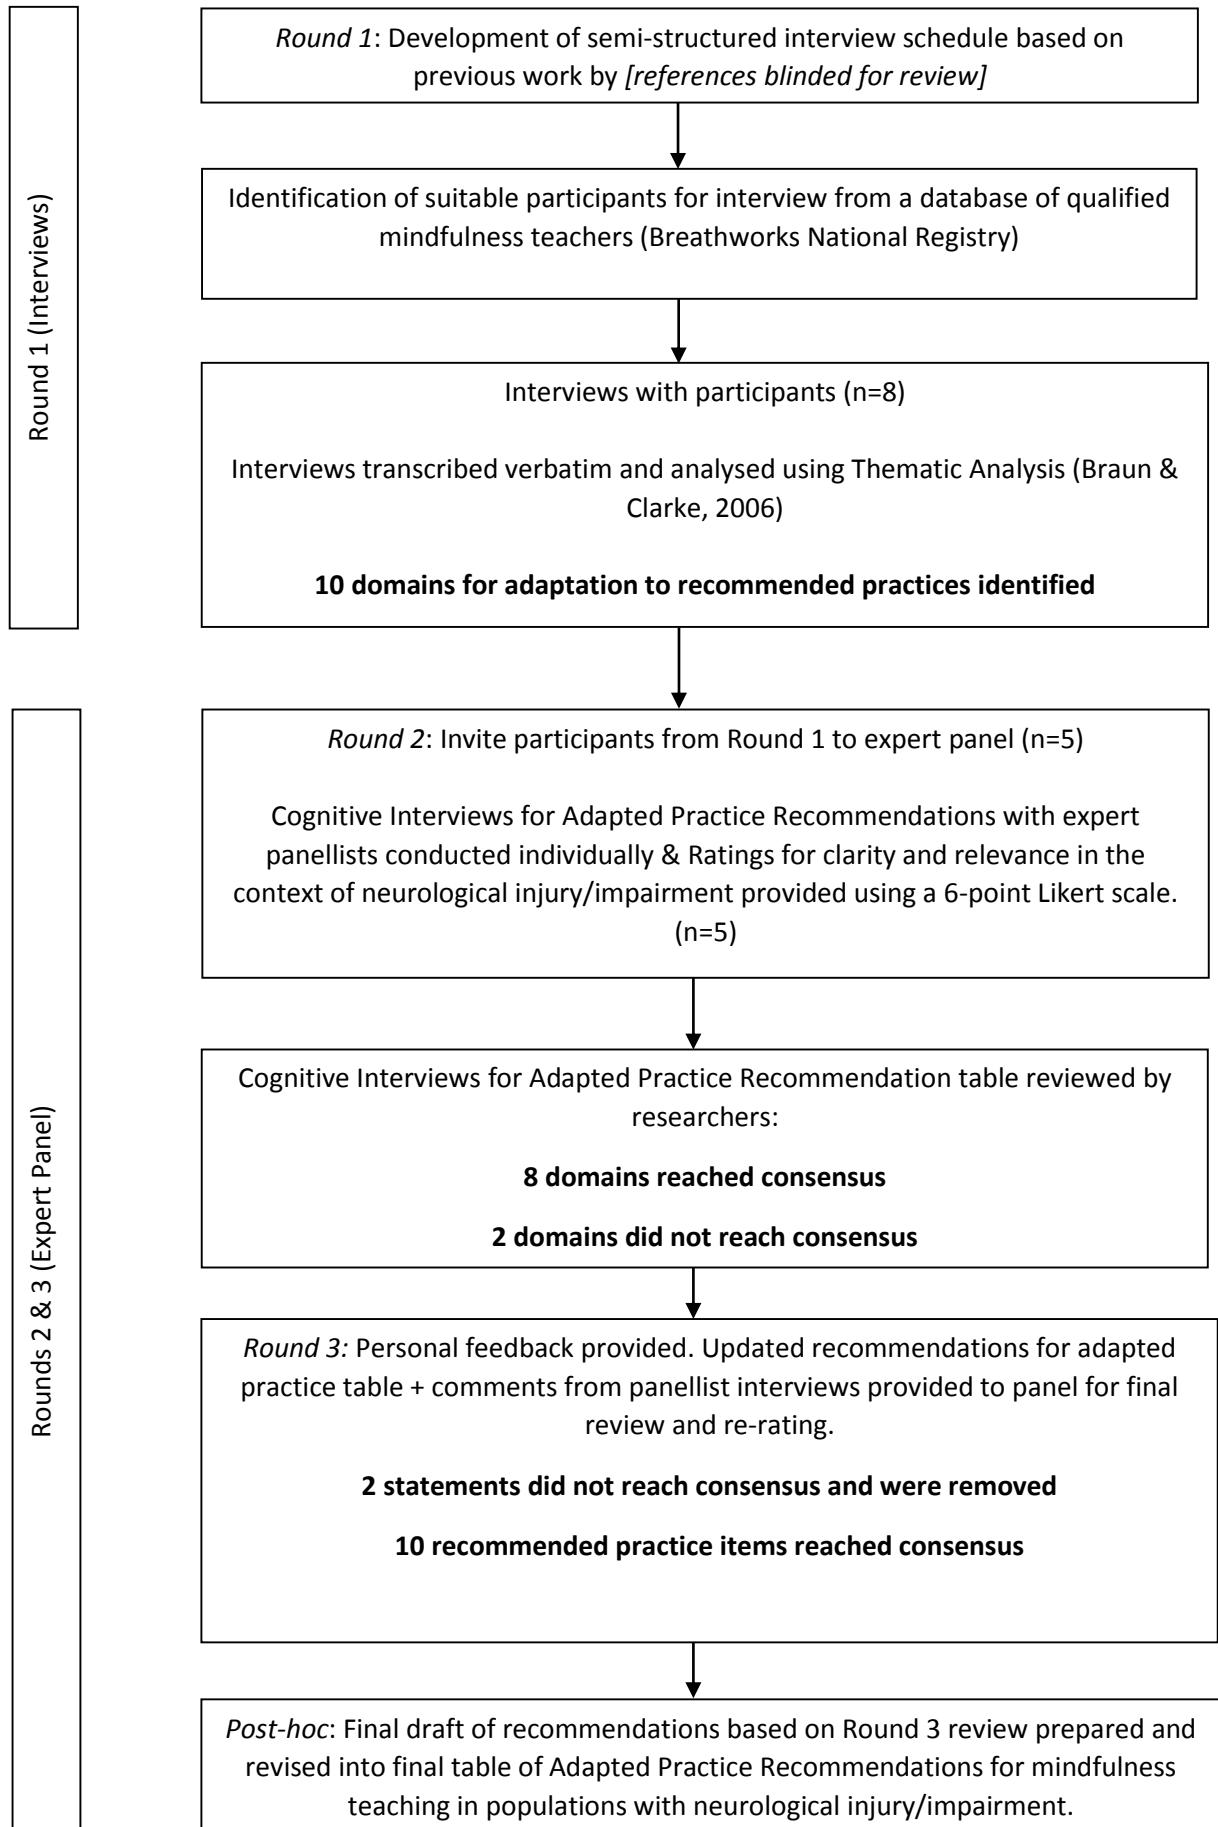 Round 1 (Interviews)
Round 1: Development of semi-structured interview schedule based on
previous work by [references blinded for review]
Identification of suitable participants for interview from a database of qualified
mindfulness teachers (Breathworks National Registry)
Interviews with participants (n=8)
Interviews transcribed verbatim and analysed using Thematic Analysis (Braun &
Clarke, 2006)
10 domains for adaptation to recommended practices identified
Rounds 2 & 3 (Expert Panel)
Round 2: Invite participants from Round 1 to expert panel (n=5)
Cognitive Interviews for Adapted Practice Recommendations with expert
panellists conducted individually & Ratings for clarity and relevance in the
context of neurological injury/impairment provided using a 6-point Likert scale.
(n=5)
Cognitive Interviews for Adapted Practice Recommendation table reviewed by
researchers:
8 domains reached consensus
2 domains did not reach consensus
Round 3: Personal feedback provided. Updated recommendations for adapted
practice table + comments from panellist interviews provided to panel for final
review and re-rating.
2 statements did not reach consensus and were removed
10 recommended practice items reached consensus
Post-hoc: Final draft of recommendations based on Round 3 review prepared and
revised into final table of Adapted Practice Recommendations for mindfulness
teaching in populations with neurological injury/impairment.